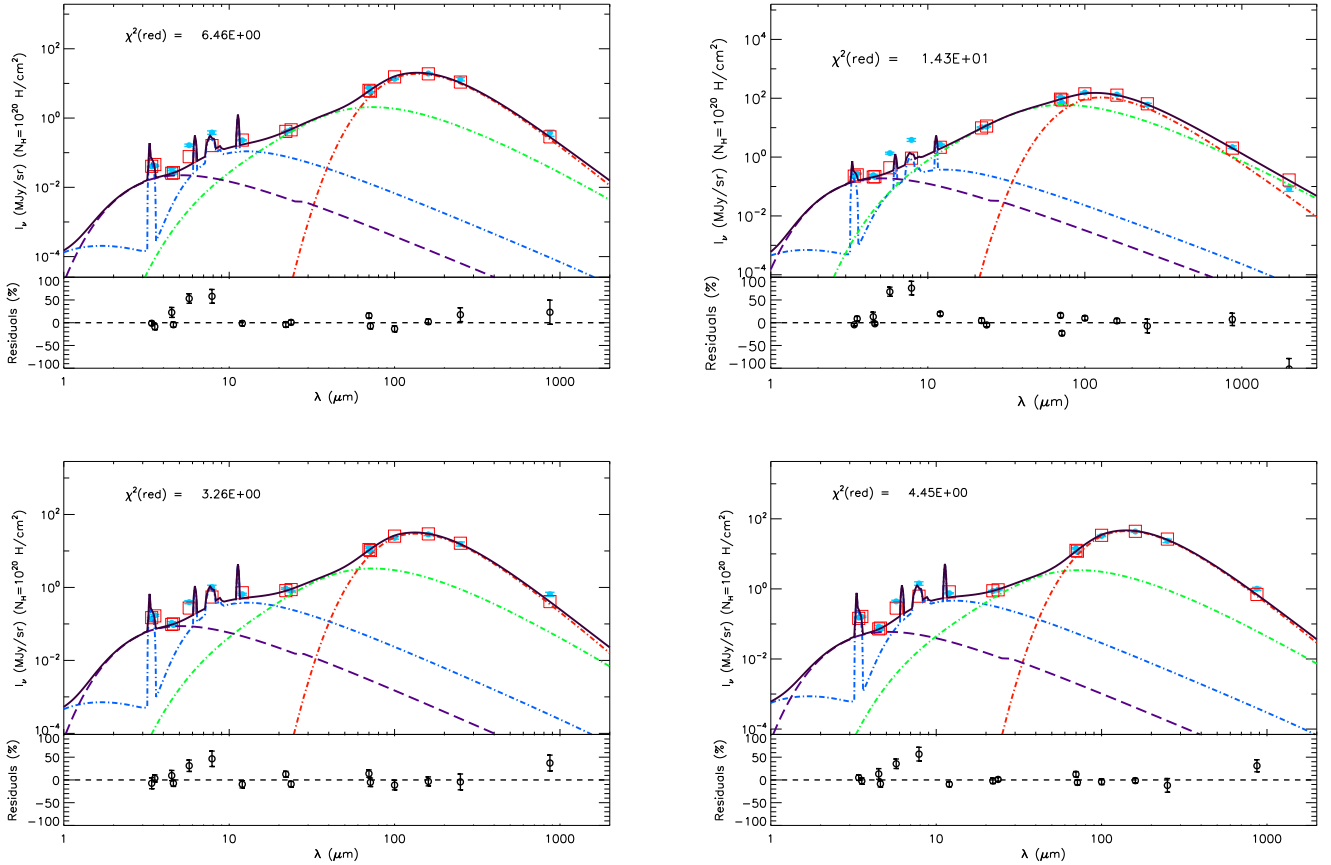 χ²(red) = 6.46E+00
I_ν (MJy/sr) (N_H=10²⁰ H/cm²)
10²
10⁰
10⁻²
10⁻⁴
Residuals (%)
100
50
0
−50
−100
1 10 100 1000
λ (μm)
χ²(red) = 1.43E+01
I_ν (MJy/sr) (N_H=10²⁰ H/cm²)
10⁴
10²
10⁰
10⁻²
10⁻⁴
Residuals (%)
100
50
0
−50
−100
1 10 100 1000
λ (μm)
χ²(red) = 3.26E+00
I_ν (MJy/sr) (N_H=10²⁰ H/cm²)
10²
10⁰
10⁻²
10⁻⁴
Residuals (%)
100
50
0
−50
−100
1 10 100 1000
λ (μm)
χ²(red) = 4.45E+00
I_ν (MJy/sr) (N_H=10²⁰ H/cm²)
10²
10⁰
10⁻²
10⁻⁴
Residuals (%)
100
50
0
−50
−100
1 10 100 1000
λ (μm)